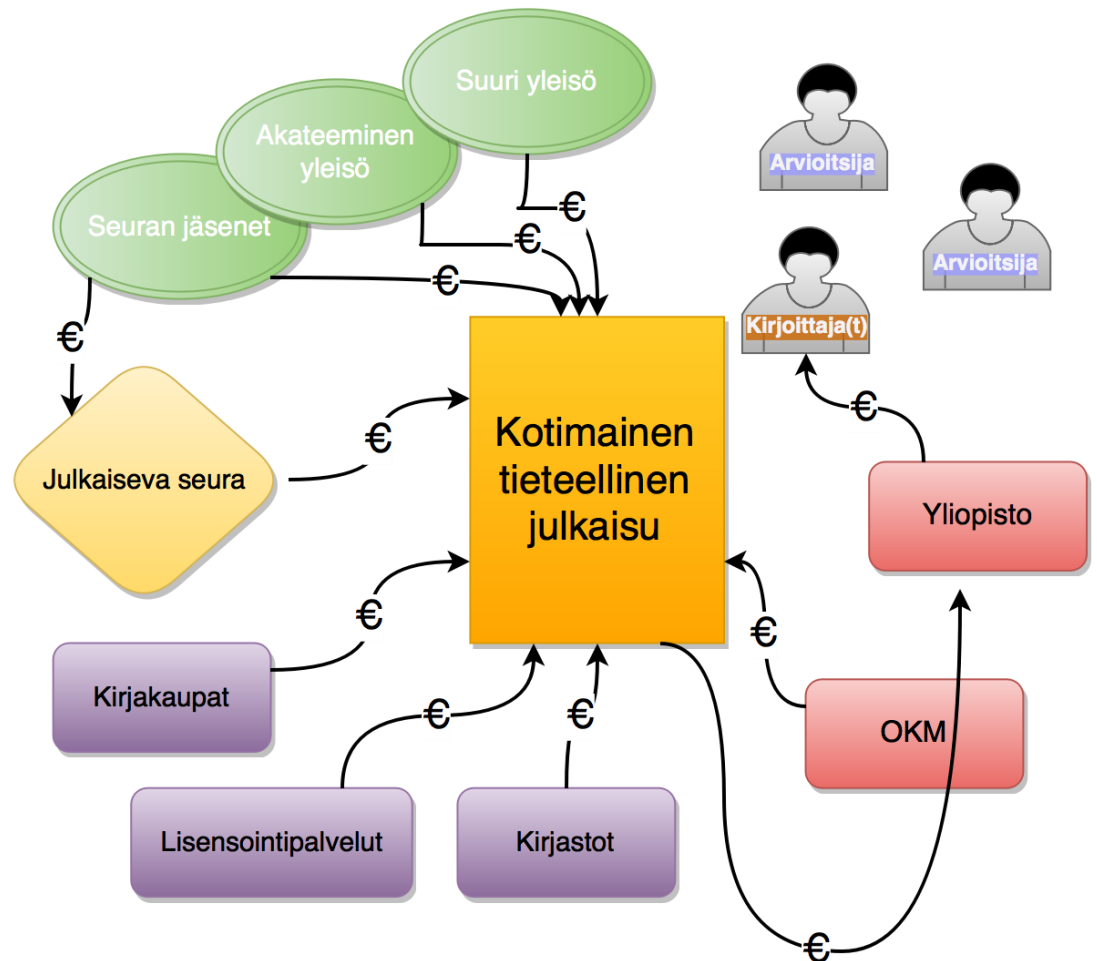 Suuri yleisö
Akateeminen
yleisö
Seuran jäsenet
Arvioitsija
Arvioitsija
Kirjoittaja(t)
€
€
€
€
€
€
Kotimainen
tieteellinen
julkaisu
Julkaiseva seura
Yliopisto
€
€
Kirjakaupat
€
€
OKM
Lisensointipalvelut
Kirjastot
€